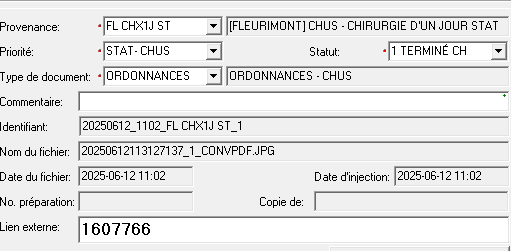 Provenance: FL CHX1J ST [FLEURIMONT] CHUS - CHIRURGIE D'UN JOUR STAT
Priorité: STAT- CHUS Statut: 1 TERMINÉ CH
Type de document: ORDONNANCES ORDONNANCES - CHUS
Commentaire:
Identifiant: 20250612_1102_FL CHX1J ST_1
Nom du fichier: 20250612113127137_1_CONVPDF.JPG
Date du fichier: 2025-06-12 11:02 Date d'injection: 2025-06-12 11:02
No. préparation: Copie de:
Lien externe: 1607766